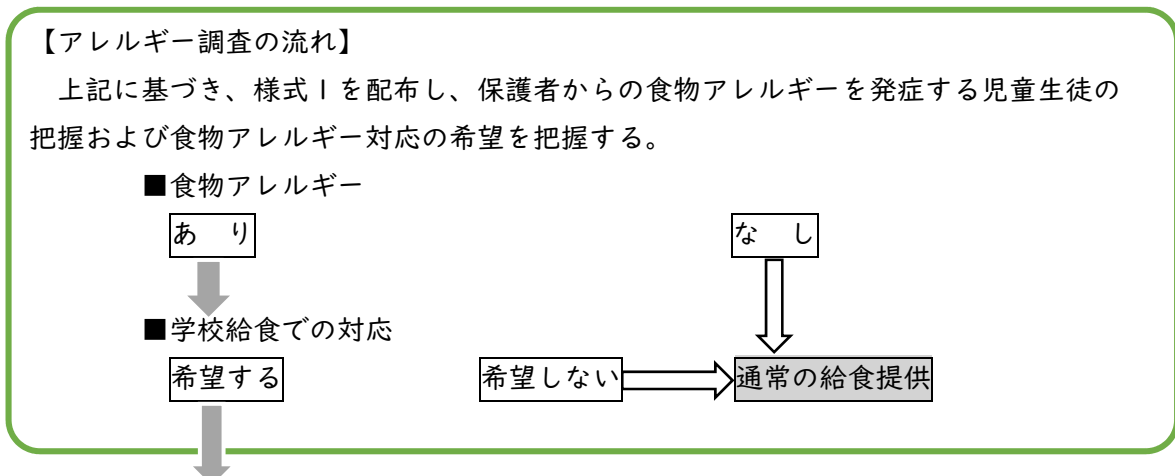 【アレルギー調査の流れ】
　上記に基づき、様式Ⅰを配布し、保護者からの食物アレルギーを発症する児童生徒の
把握および食物アレルギー対応の希望を把握する。
■食物アレルギー
あ　り
な　し
■学校給食での対応
希望する
希望しない
通常の給食提供